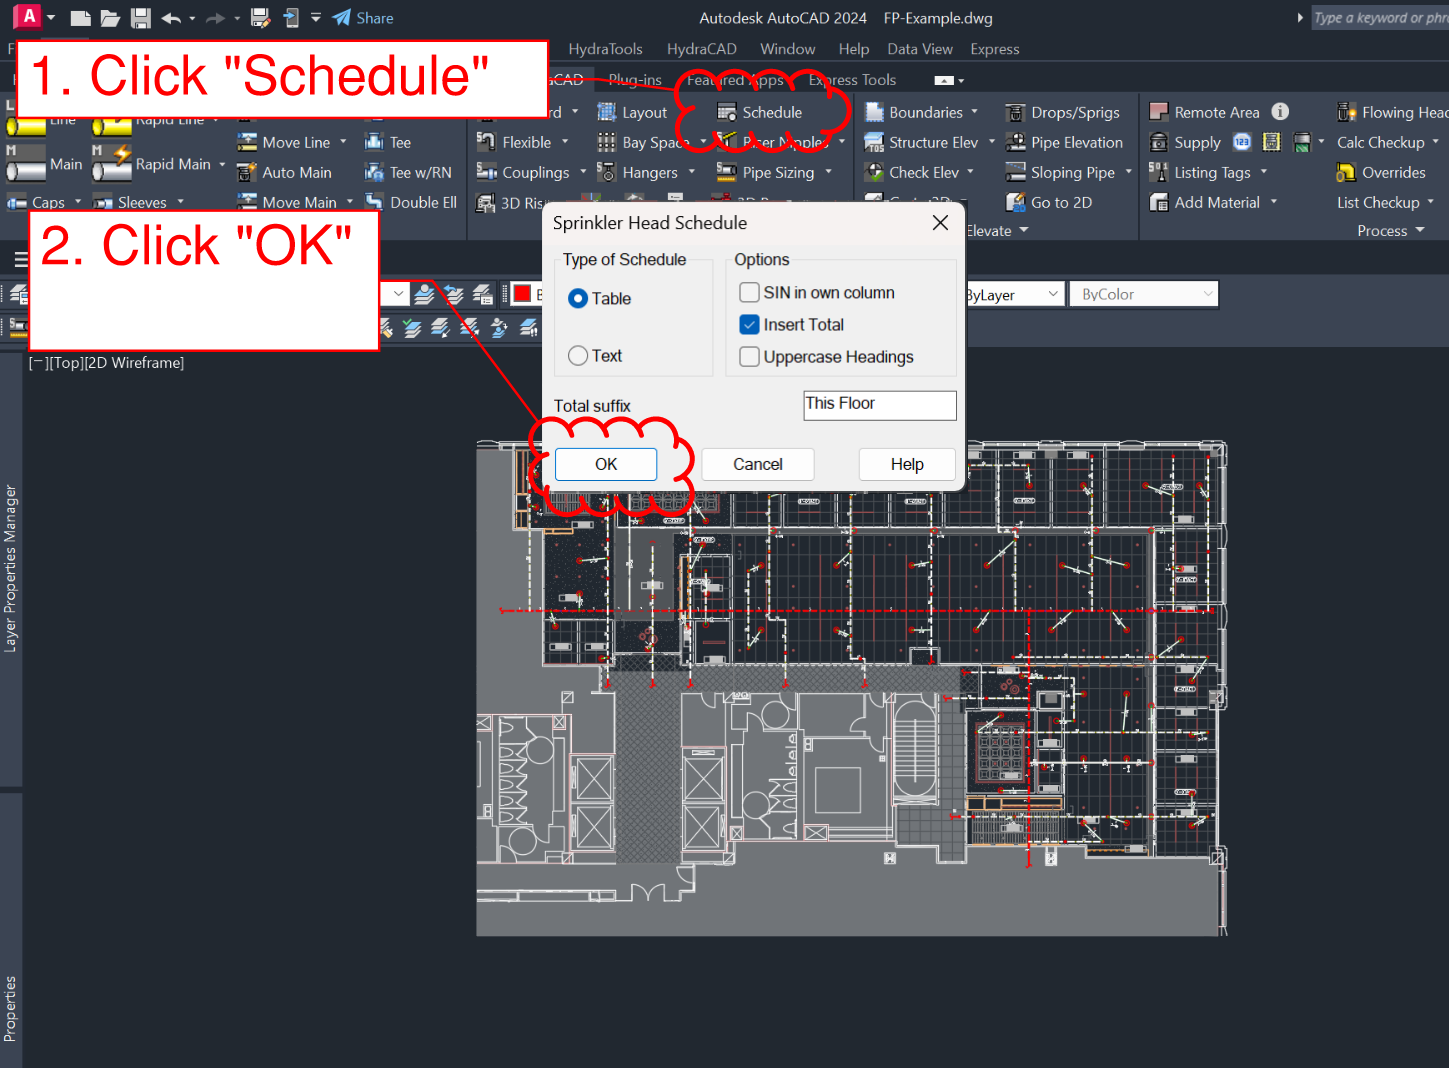 A
Share
Autodesk AutoCAD 2024 FP-Example.dwg
Type a keyword or phr
F
HydraTools HydraCAD Window Help Data View Express
1. Click "Schedule"
CAD Plug-ins Featured Apps Express Tools
Line Rapid Line
Layout Schedule Boundaries Drops/Sprigs Remote Area Flowing Head
Move Line Tee Flexible Bay Space Riser Nipples Structure Elev Pipe Elevation Supply 123 Calc Checkup
M Main M Rapid Main
Auto Main Tee w/RN Couplings Hangers Pipe Sizing Check Elev Sloping Pipe Listing Tags Overrides
Caps Sleeves Move Main Double Ell 3D Ris Go to 2D Add Material List Checkup
Elevate Process
2. Click "OK"
Sprinkler Head Schedule
Type of Schedule Options
Table SIN in own column
Insert Total
Text Uppercase Headings
Total suffix This Floor
OK Cancel Help
ByLayer ByColor
[−][Top][2D Wireframe]
Layer Properties Manager
Properties